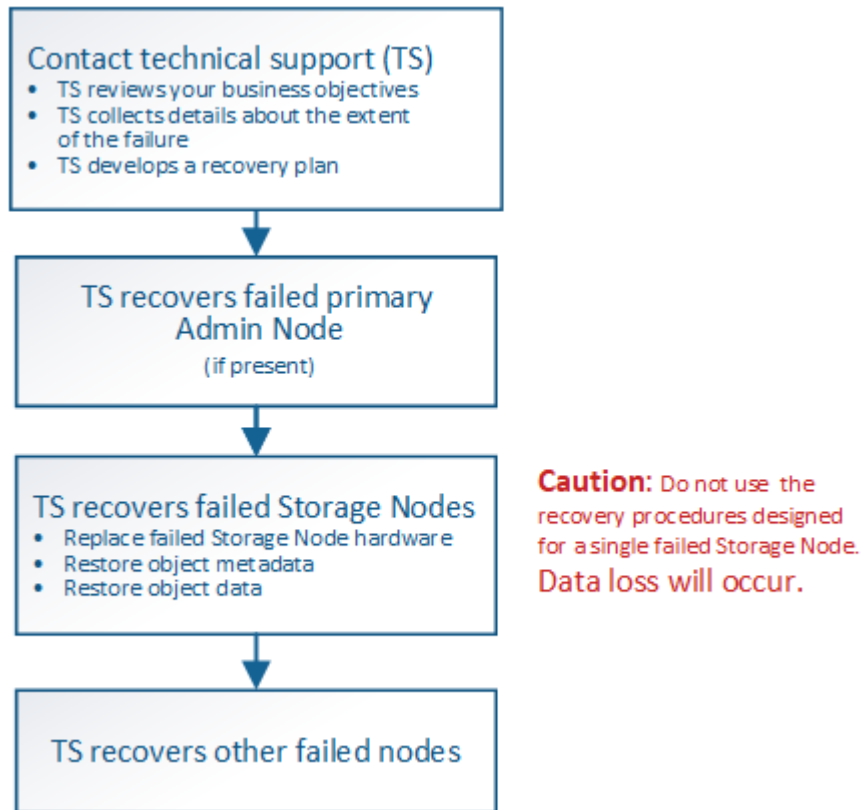 Contact technical support (TS)
• TS reviews your business objectives
• TS collects details about the extent
of the failure
• TS develops a recovery plan
TS recovers failed primary
Admin Node
(if present)
TS recovers failed Storage Nodes
• Replace failed Storage Node hardware
• Restore object metadata
• Restore object data
Caution: Do not use the
recovery procedures designed
for a single failed Storage Node.
Data loss will occur.
TS recovers other failed nodes